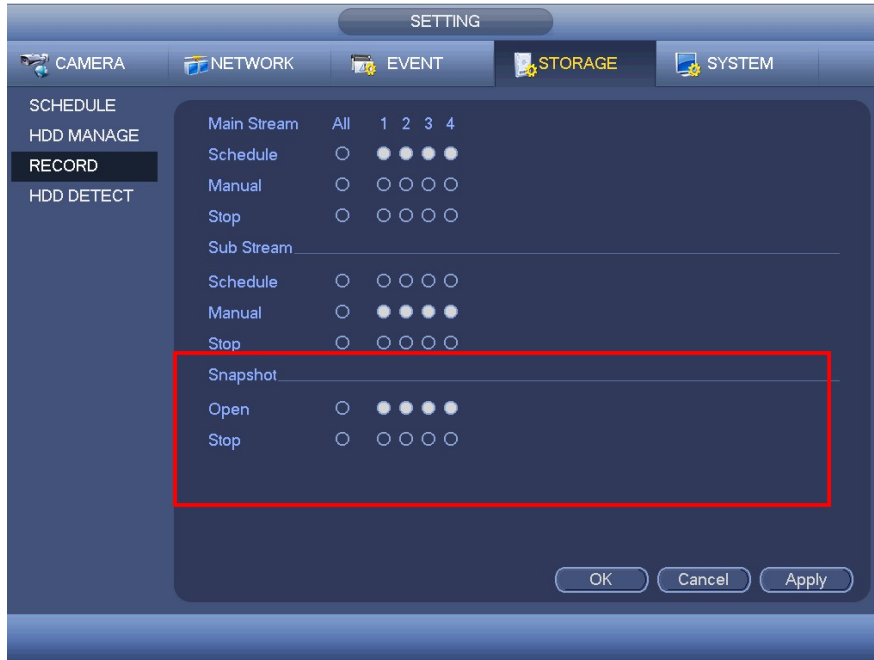 SETTING
CAMERA NETWORK EVENT STORAGE SYSTEM
SCHEDULE
HDD MANAGE
RECORD
HDD DETECT
Main Stream All 1 2 3 4
Schedule
Manual
Stop
Sub Stream
Schedule
Manual
Stop
Snapshot
Open
Stop
OK Cancel Apply